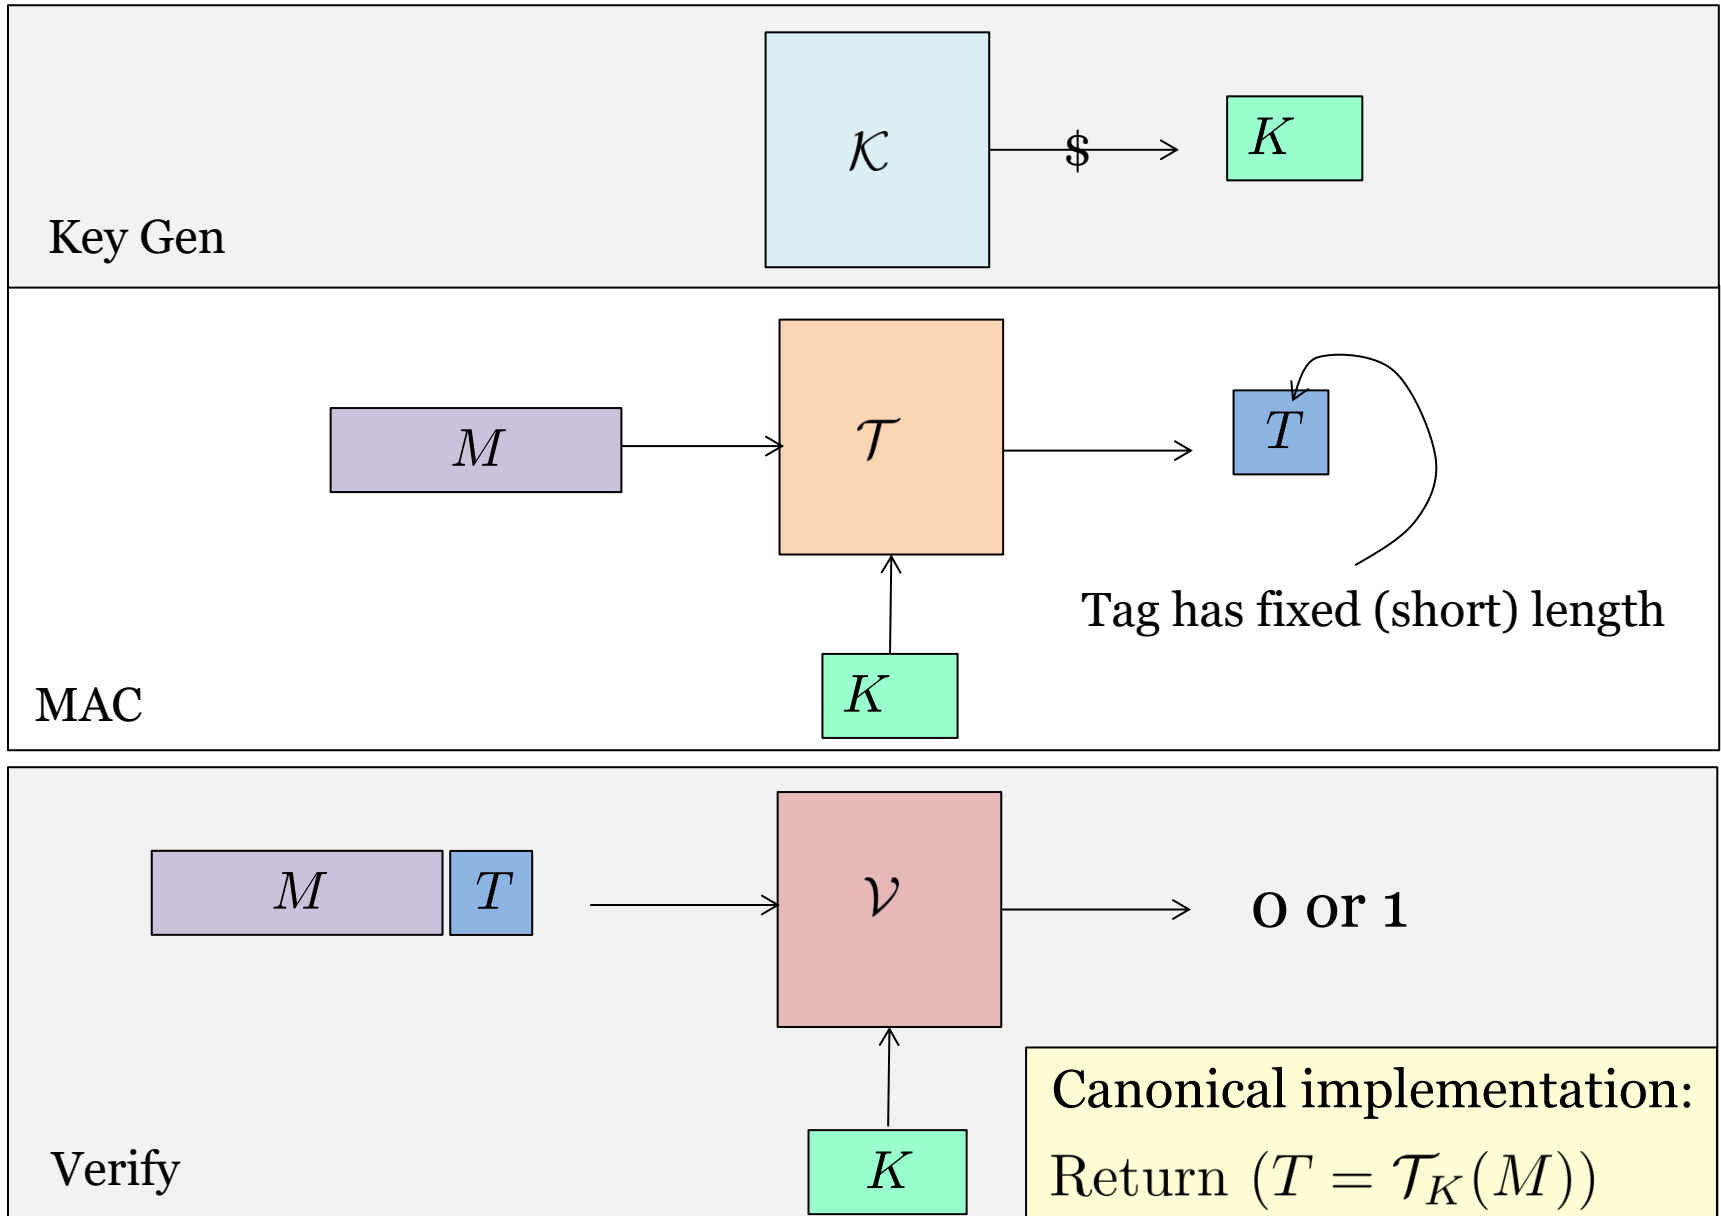 𝒦
$
K
Key Gen
M
𝒯
T
Tag has fixed (short) length
K
MAC
M T
𝒱
0 or 1
K
Verify
Canonical implementation:
Return (T = 𝒯_K(M))